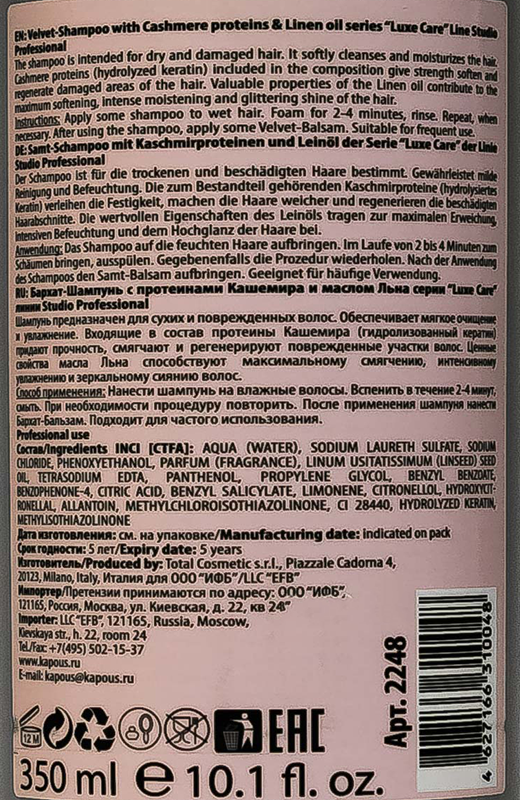 EN: Velvet-Shampoo with Cashmere proteins & Linen oil series "Luxe Care" Line Studio
Professional
The shampoo is intended for dry and damaged hair. It softly cleanses and moisturizes the hair.
Cashmere proteins (hydrolyzed keratin) included in the composition give strength soften and
regenerate damaged areas of the hair. Valuable properties of the Linen oil contribute to the
maximum softening, intense moistening and glittering shine of the hair.
Instructions: Apply some shampoo to wet hair. Foam for 2–4 minutes, rinse. Repeat, when
necessary. After using the shampoo, apply some Velvet-Balsam. Suitable for frequent use.
DE: Samt-Schampoo mit Kaschmirproteinen und Leinöl der Serie "Luxe Care" der Linie
Studio Professional
Der Schampoo ist für die trockenen und beschädigten Haare bestimmt. Gewährleistet milde
Reinigung und Befeuchtung. Die zum Bestandteil gehörenden Kaschmirproteine (hydrolysiertes
Keratin) verleihen die Festigkeit, machen die Haare weicher und regenerieren die beschädigten
Haarabschnitte. Die wertvollen Eigenschaften des Leinöls tragen zur maximalen Erweichung,
intensiven Befeuchtung und dem Hochglanz der Haare bei.
Anwendung: Das Shampoo auf die feuchten Haare aufbringen. Im Laufe von 2 bis 4 Minuten zum
Schäumen bringen, ausspülen. Gegebenenfalls die Prozedur wiederholen. Nach der Anwendung
des Schampoos den Samt-Balsam aufbringen. Geeignet für häufige Verwendung.
RU: Бархат-Шампунь с протеинами Кашемира и маслом Льна серии "Luxe Care"
линии Studio Professional
Шампунь предназначен для сухих и поврежденных волос. Обеспечивает мягкое очищение
и увлажнение. Входящие в состав протеины Кашемира (гидролизованный кератин)
придают прочность, смягчают и регенерируют поврежденные участки волос. Ценные
свойства масла Льна способствуют максимальному смягчению, интенсивному
увлажнению и зеркальному сиянию волос.
Способ применения: Нанести шампунь на влажные волосы. Вспенить в течение 2-4 минут,
смыть. При необходимости процедуру повторить. После применения шампуня нанести
Бархат-Бальзам. Подходит для частого использования.
Professional use
Состав/Ingredients INCI [CTFA]: AQUA (WATER), SODIUM LAURETH SULFATE, SODIUM
CHLORIDE, PHENOXYETHANOL, PARFUM (FRAGRANCE), LINUM USITATISSIMUM (LINSEED) SEED
OIL, TETRASODIUM EDTA, PANTHENOL, PROPYLENE GLYCOL, BENZYL BENZOATE,
BENZOPHENONE-4, CITRIC ACID, BENZYL SALICYLATE, LIMONENE, CITRONELLOL, HYDROXYCIT-
RONELLAL, ALLANTOIN, METHYLCHLOROISOTHIAZOLINONE, CI 28440, HYDROLYZED KERATIN,
METHYLISOTHIAZOLINONE
Дата изготовления: см. на упаковке/Manufacturing date: indicated on pack
Срок годности: 5 лет/Expiry date: 5 years
Изготовитель/Produced by: Total Cosmetic s.r.l., Piazzale Cadorna 4,
20123, Milano, Italy, Италия для ООО "ИФБ"/LLC "EFB"
Импортер/Претензии принимаются по адресу: ООО "ИФБ",
121165, Россия, Москва, ул. Киевская, д. 22, кв 24"
Importer: LLC "EFB", 121165, Russia, Moscow,
Kievskaya str., h. 22, room 24
Tel./Fax: +7(495) 502-15-37
www.kapous.ru
E-mail: kapous@kapous.ru
Арт. 2248
4 627166 310048
12 M
EAC
350 ml e 10.1 fl. oz.